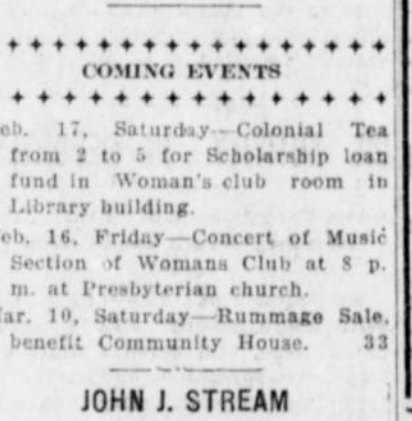 COMING EVENTS
eb. 17, Saturday—Colonial Tea
from 2 to 5 for Scholarship loan
fund in Woman's club room in
Library building.
eb. 16, Friday—Concert of Music
Section of Womans Club at 8 p.
m. at Presbyterian church.
ar. 10, Saturday—Rummage Sale,
benefit Community House. 33
JOHN J. STREAM